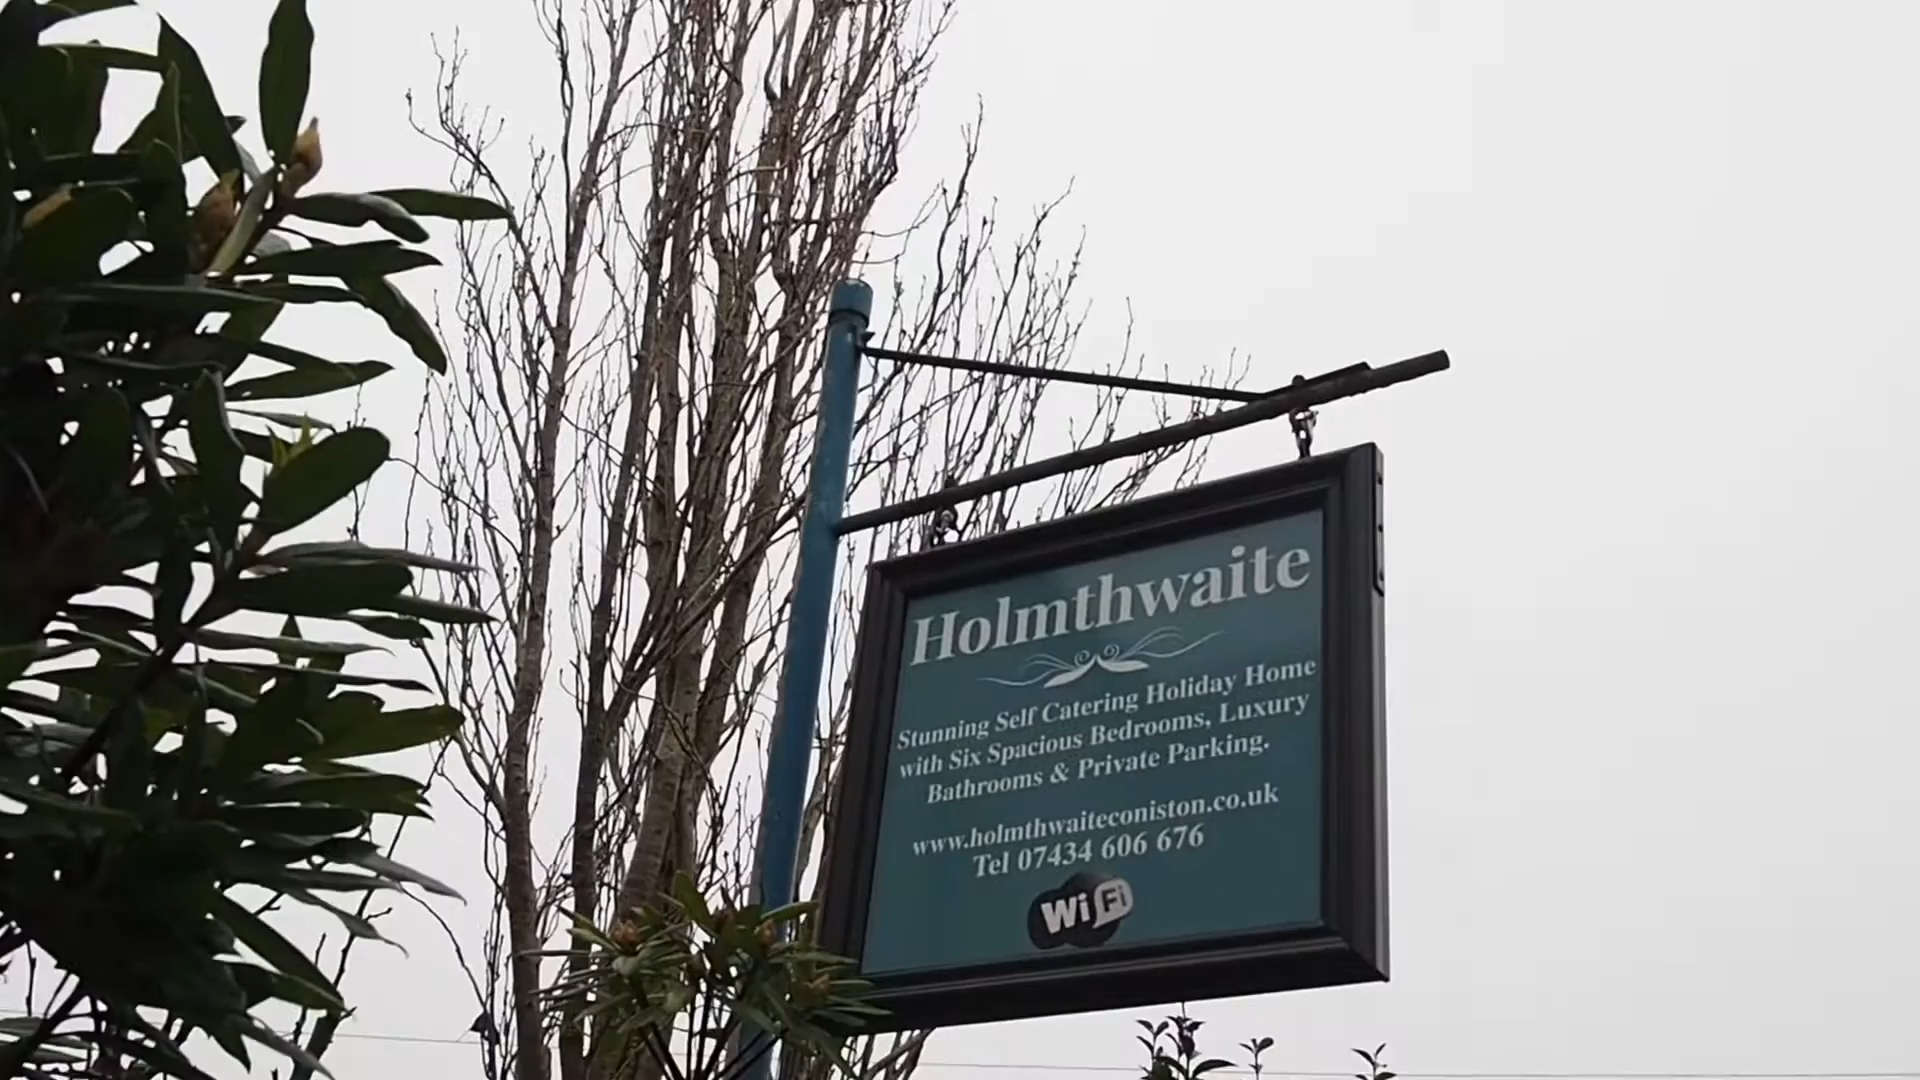 Holmthwaite
Stunning Self Catering Holiday Home
with Six Spacious Bedrooms, Luxury
Bathrooms & Private Parking.
www.holmthwaiteconiston.co.uk
Tel 07434 606 676
WiFi